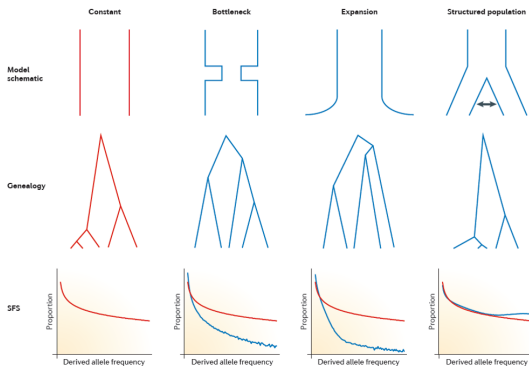 Constant
Bottleneck
Expansion
Structured population
Model
schematic
Genealogy
SFS
Proportion
Derived allele frequency
Proportion
Derived allele frequency
Proportion
Derived allele frequency
Proportion
Derived allele frequency